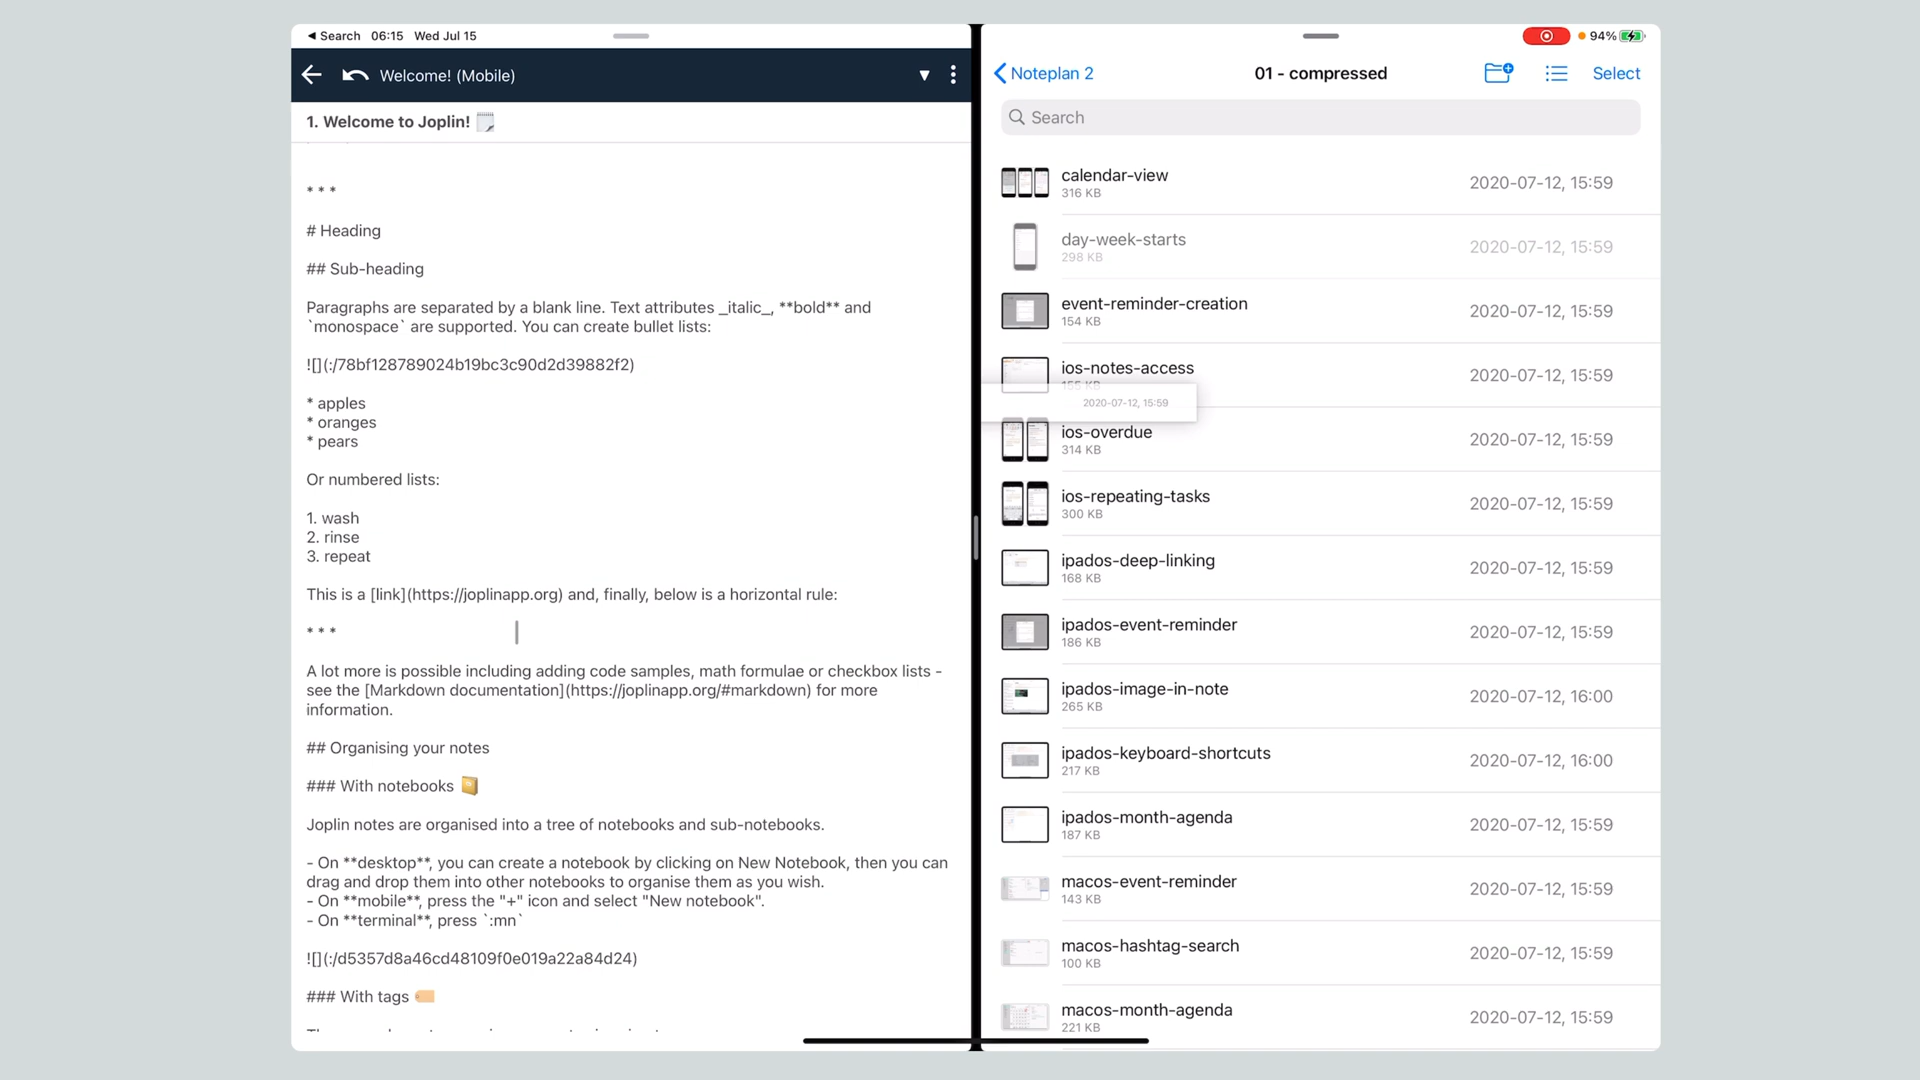 ◀ Search 06:15 Wed Jul 15
Welcome! (Mobile)
1. Welcome to Joplin!
* * *
# Heading
## Sub-heading
Paragraphs are separated by a blank line. Text attributes _italic_, **bold** and
`monospace` are supported. You can create bullet lists:
![](:/78bf128789024b19bc3c90d2d39882f2)
* apples
* oranges
* pears
Or numbered lists:
1. wash
2. rinse
3. repeat
This is a [link](https://joplinapp.org) and, finally, below is a horizontal rule:
* * *
A lot more is possible including adding code samples, math formulae or checkbox lists -
see the [Markdown documentation](https://joplinapp.org/#markdown) for more
information.
## Organising your notes
### With notebooks
Joplin notes are organised into a tree of notebooks and sub-notebooks.
- On **desktop**, you can create a notebook by clicking on New Notebook, then you can
drag and drop them into other notebooks to organise them as you wish.
- On **mobile**, press the "+" icon and select "New notebook".
- On **terminal**, press `:mn`
![](:/d5357d8a46cd48109f0e019a22a84d24)
### With tags
94%
Noteplan 2
01 - compressed
Select
Search
calendar-view 2020-07-12, 15:59
316 KB
day-week-starts 2020-07-12, 15:59
298 KB
event-reminder-creation 2020-07-12, 15:59
154 KB
ios-notes-access 2020-07-12, 15:59
155 KB
2020-07-12, 15:59
ios-overdue 2020-07-12, 15:59
314 KB
ios-repeating-tasks 2020-07-12, 15:59
300 KB
ipados-deep-linking 2020-07-12, 15:59
168 KB
ipados-event-reminder 2020-07-12, 15:59
186 KB
ipados-image-in-note 2020-07-12, 16:00
265 KB
ipados-keyboard-shortcuts 2020-07-12, 16:00
217 KB
ipados-month-agenda 2020-07-12, 15:59
187 KB
macos-event-reminder 2020-07-12, 15:59
143 KB
macos-hashtag-search 2020-07-12, 15:59
100 KB
macos-month-agenda 2020-07-12, 15:59
221 KB